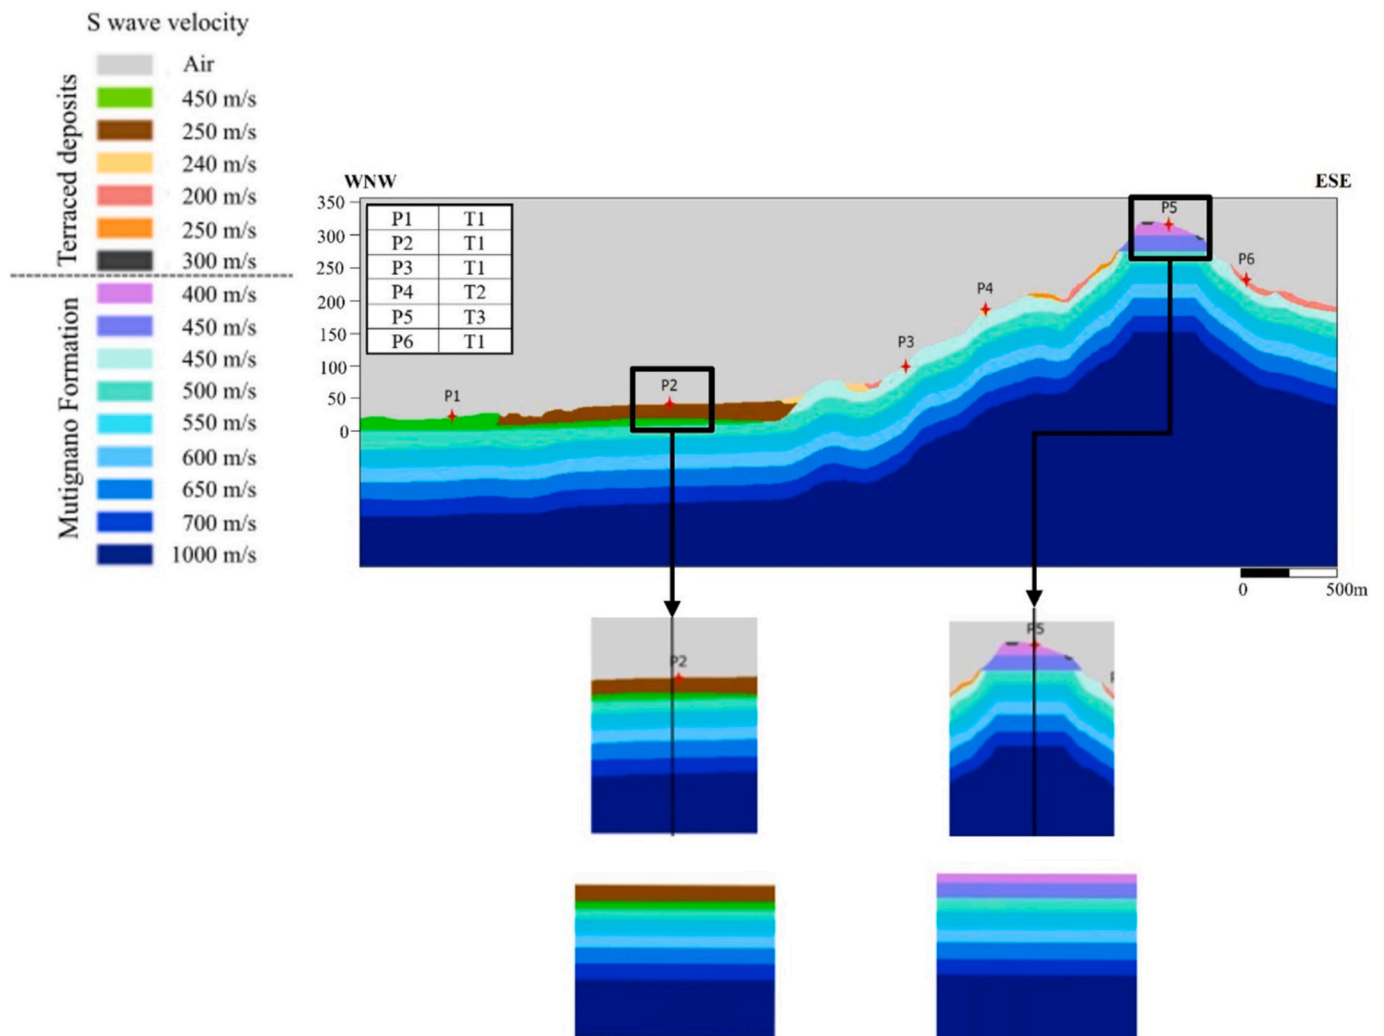 S wave velocity
Terraced deposits
Air
450 m/s
250 m/s
240 m/s
200 m/s
250 m/s
300 m/s
Mutignano Formation
400 m/s
450 m/s
450 m/s
500 m/s
550 m/s
600 m/s
650 m/s
700 m/s
1000 m/s
WNW
ESE
350
300
250
200
150
100
50
0
P1 T1
P2 T1
P3 T1
P4 T2
P5 T3
P6 T1
P1
P2
P3
P4
P5
P6
0 500m
P2
P5